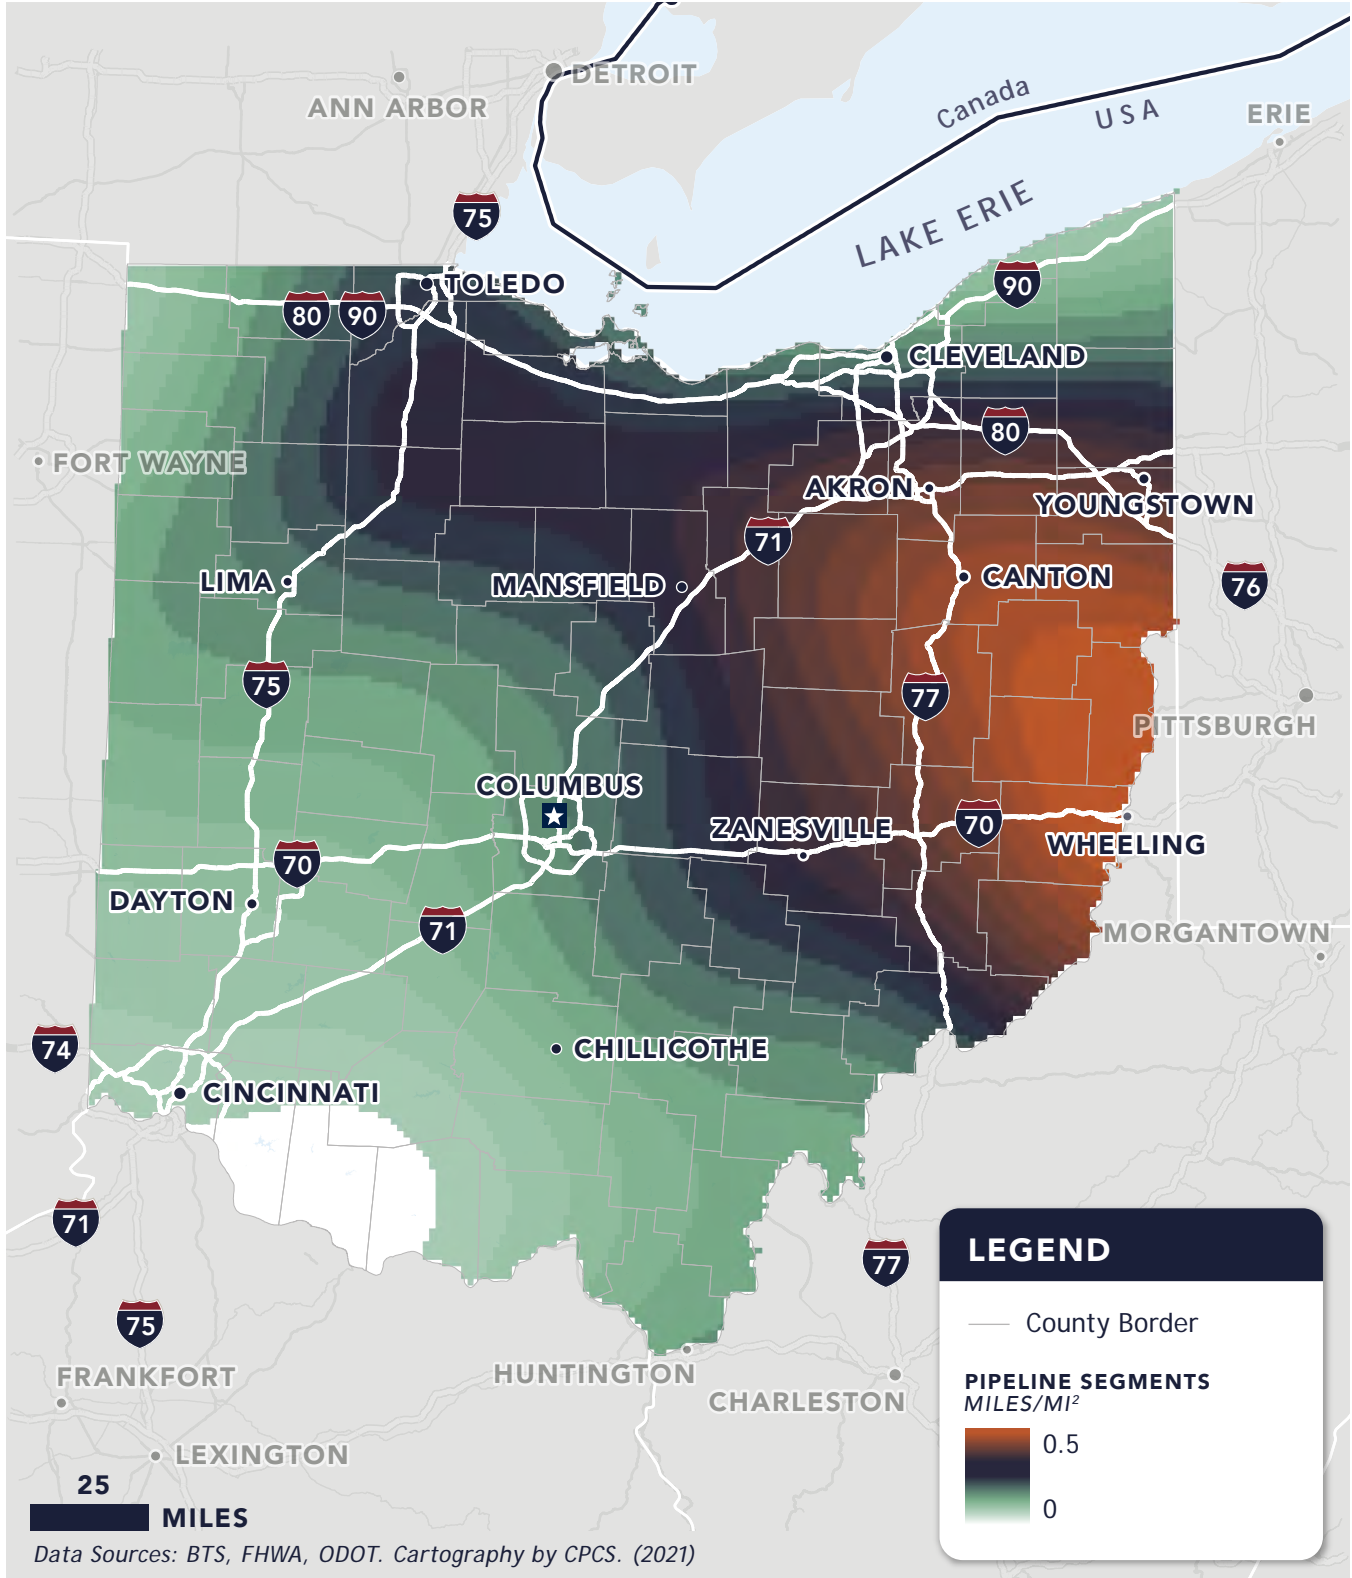 DETROIT
ANN ARBOR
Canada
USA
ERIE
LAKE ERIE
75
90
TOLEDO
80
90
CLEVELAND
80
FORT WAYNE
AKRON
YOUNGSTOWN
71
LIMA
MANSFIELD
CANTON
76
75
77
PITTSBURGH
COLUMBUS
ZANESVILLE
70
WHEELING
70
DAYTON
71
MORGANTOWN
74
CHILLICOTHE
CINCINNATI
71
77
75
FRANKFORT
HUNTINGTON
CHARLESTON
LEXINGTON
LEGEND
County Border
PIPELINE SEGMENTS
MILES/MI²
0.5
0
25
MILES
Data Sources: BTS, FHWA, ODOT. Cartography by CPCS. (2021)